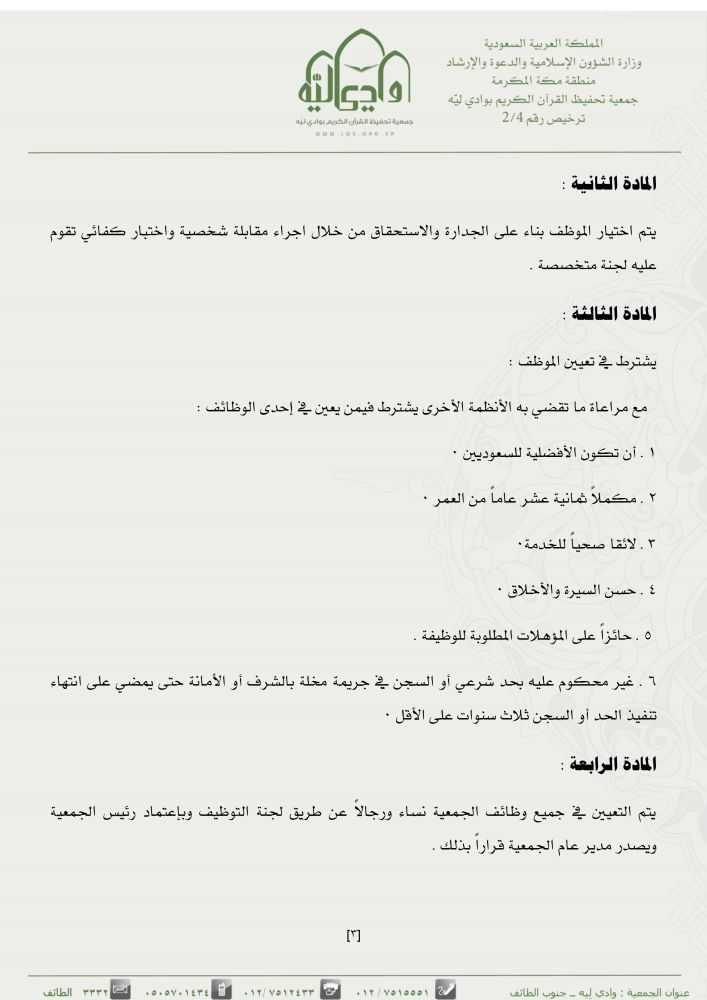 المملكة العربية السعودية
وزارة الشؤون الإسلامية والدعوة والإرشاد
منطقة مكة المكرمة
جمعية تحفيظ القرآن الكريم بوادي ليّه
ترخيص رقم 2/4
وادي ليّه
جمعية تحفيظ القرآن الكريم بوادي ليّه
WWW.LQS.ORG.SA
المادة الثانية :
يتم اختيار الموظف بناء على الجدارة والاستحقاق من خلال اجراء مقابلة شخصية واختبار كفائي تقوم
عليه لجنة متخصصة .
المادة الثالثة :
يشترط في تعيين الموظف :
مع مراعاة ما تقضي به الأنظمة الأخرى يشترط فيمن يعين في إحدى الوظائف :
١ . أن تكون الأفضلية للسعوديين ٠
٢ . مكملاً ثمانية عشر عاماً من العمر ٠
٣ . لائقا صحياً للخدمة٠
٤ . حسن السيرة والأخلاق ٠
٥ . حائزاً على المؤهلات المطلوبة للوظيفة .
٦ . غير محكوم عليه بحد شرعي أو السجن في جريمة مخلة بالشرف أو الأمانة حتى يمضي على انتهاء
تنفيذ الحد أو السجن ثلاث سنوات على الأقل ٠
المادة الرابعة :
يتم التعيين في جميع وظائف الجمعية نساء ورجالاً عن طريق لجنة التوظيف وبإعتماد رئيس الجمعية
ويصدر مدير عام الجمعية قراراً بذلك .
[٣]
عنوان الجمعية : وادي ليه _ جنوب الطائف ٠١٢ / ٧٥١٥٥٥١ ٠١٢/ ٧٥١٢٤٣٣ ٠٥٠٥٧٠١٤٣٤ ٣٣٣٢ الطائف